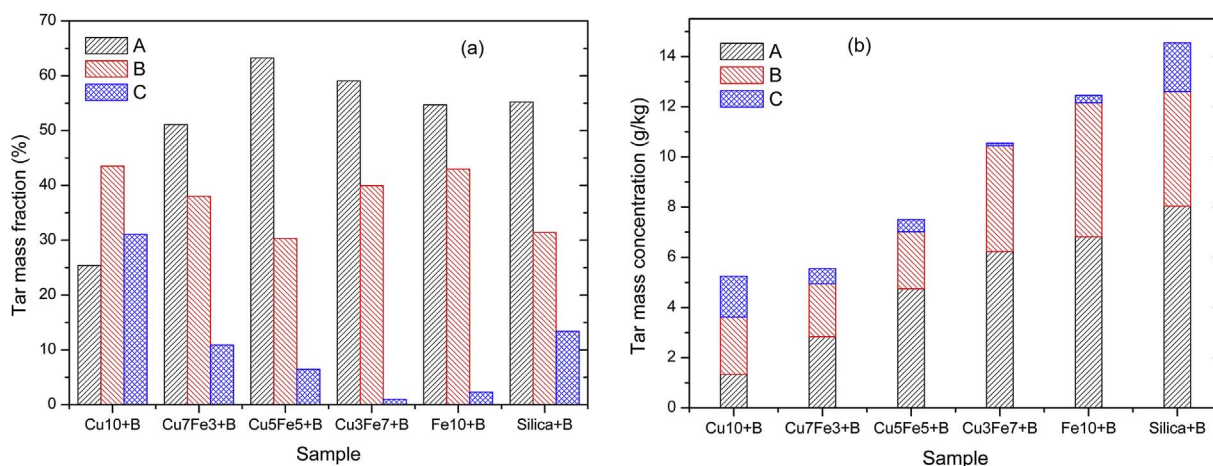 70
60
50
40
30
20
10
0
Tar mass fraction (%)
A
B
C
(a)
Cu10+B Cu7Fe3+B Cu5Fe5+B Cu3Fe7+B Fe10+B Silica+B
Sample
14
12
10
8
6
4
2
0
Tar mass concentration (g/kg)
A
B
C
(b)
Cu10+B Cu7Fe3+B Cu5Fe5+B Cu3Fe7+B Fe10+B Silica+B
Sample